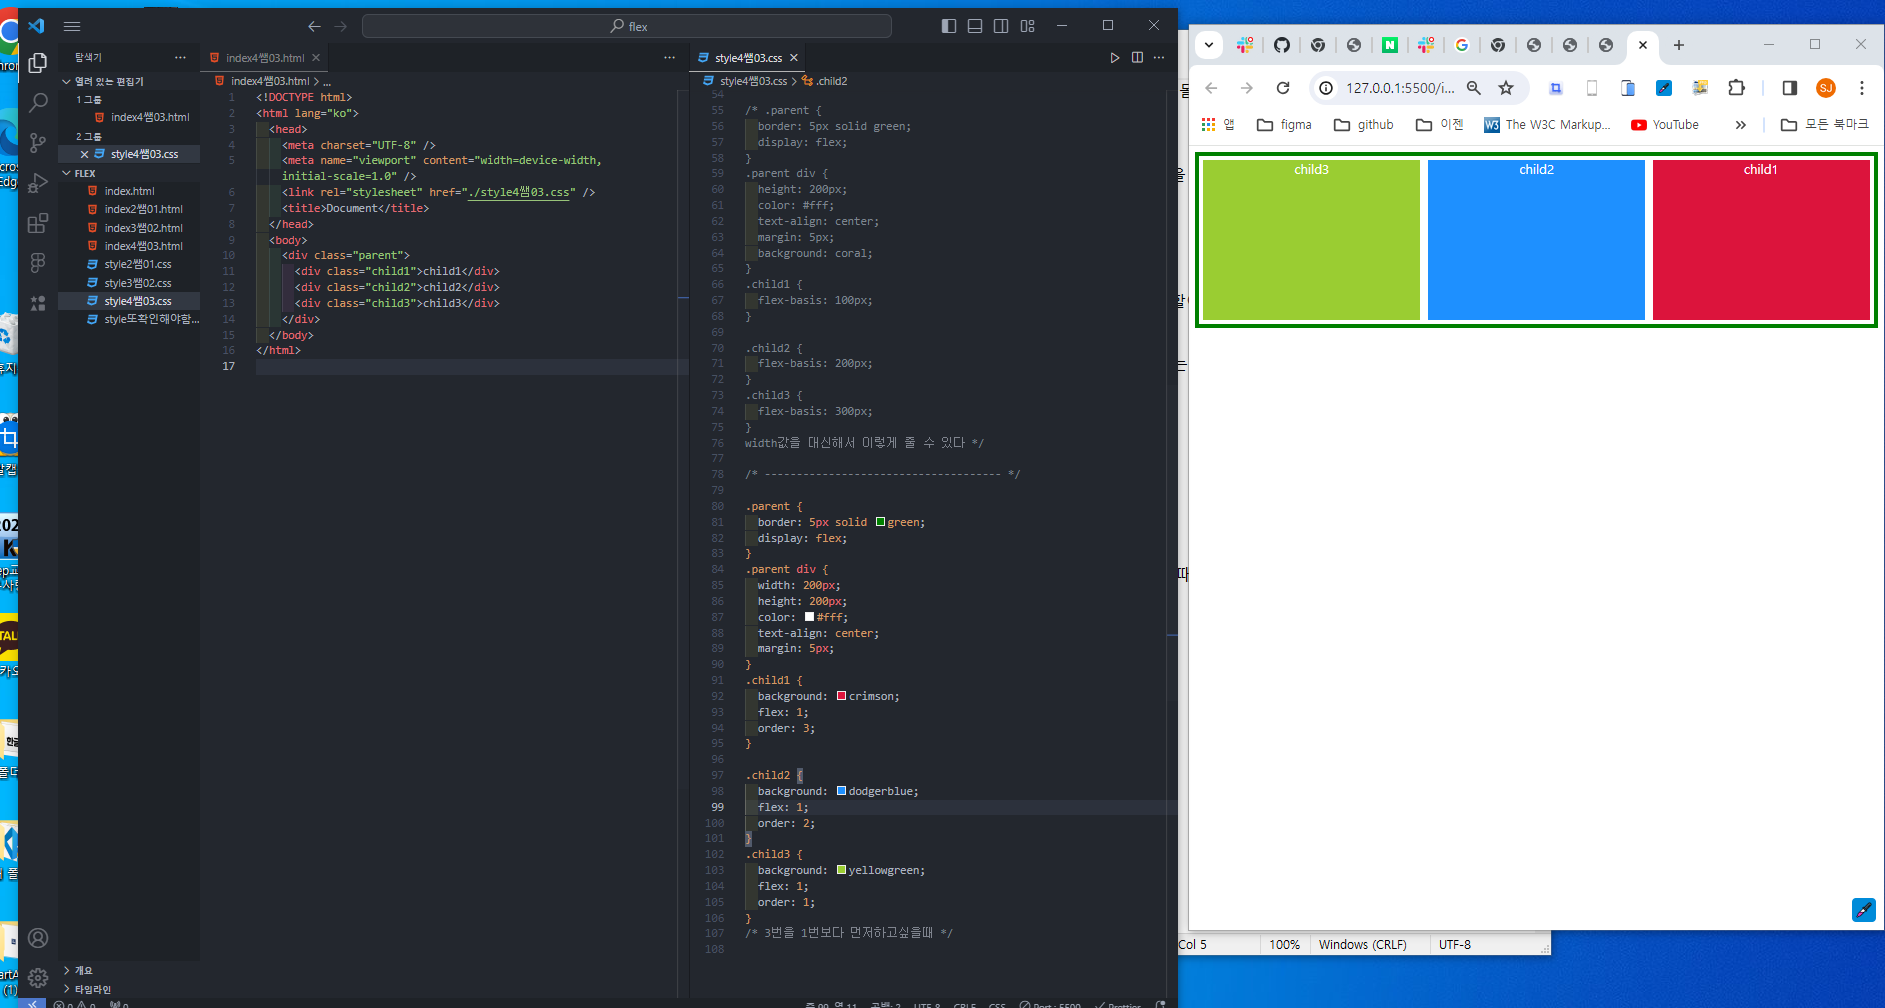 flex
탐색기
열려 있는 편집기
1 그룹
index4쌤03.html
2 그룹
style4쌤03.css
FLEX
index.html
index2쌤01.html
index3쌤02.html
index4쌤03.html
style2쌤01.css
style3쌤02.css
style4쌤03.css
style또확인해야함...
개요
타임라인
index4쌤03.html
index4쌤03.html > ...
1 <!DOCTYPE html>
2 <html lang="ko">
3 <head>
4 <meta charset="UTF-8" />
5 <meta name="viewport" content="width=device-width,
initial-scale=1.0" />
6 <link rel="stylesheet" href="./style4쌤03.css" />
7 <title>Document</title>
8 </head>
9 <body>
10 <div class="parent">
11 <div class="child1">child1</div>
12 <div class="child2">child2</div>
13 <div class="child3">child3</div>
14 </div>
15 </body>
16 </html>
17
style4쌤03.css
style4쌤03.css > .child2
54
55 /* .parent {
56 border: 5px solid green;
57 display: flex;
58 }
59 .parent div {
60 height: 200px;
61 color: #fff;
62 text-align: center;
63 margin: 5px;
64 background: coral;
65 }
66 .child1 {
67 flex-basis: 100px;
68 }
69
70 .child2 {
71 flex-basis: 200px;
72 }
73 .child3 {
74 flex-basis: 300px;
75 }
76 width값을 대신해서 이렇게 줄 수 있다 */
77
78 /* ------------------------------------- */
79
80 .parent {
81 border: 5px solid green;
82 display: flex;
83 }
84 .parent div {
85 width: 200px;
86 height: 200px;
87 color: #fff;
88 text-align: center;
89 margin: 5px;
90 }
91 .child1 {
92 background: crimson;
93 flex: 1;
94 order: 3;
95 }
96
97 .child2 {
98 background: dodgerblue;
99 flex: 1;
100 order: 2;
101 }
102 .child3 {
103 background: yellowgreen;
104 flex: 1;
105 order: 1;
106 }
107 /* 3번을 1번보다 먼저하고싶을때 */
108
127.0.0.1:5500/i...
SJ
앱 figma github 이젠 The W3C Markup... YouTube » 모든 북마크
child3 child2 child1
Col 5 100% Windows (CRLF) UTF-8